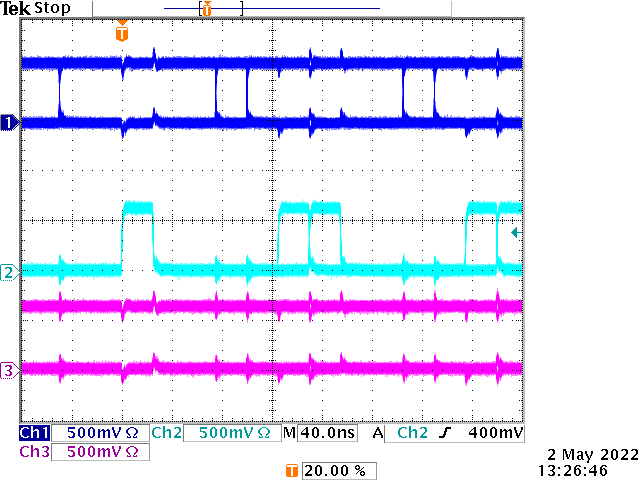 Tek Stop
T
T
1
2
3
Ch1 500mV Ω Ch2 500mV Ω M 40.0ns A Ch2 400mV
Ch3 500mV Ω
T 20.00 %
2 May 2022
13:26:46